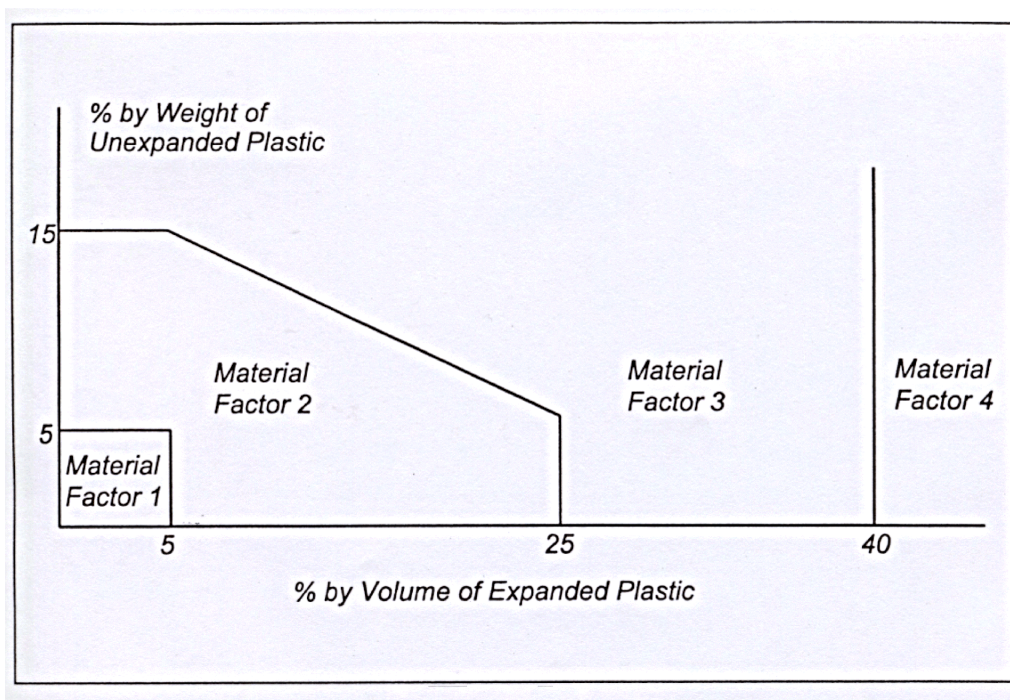 % by Weight of
Unexpanded Plastic
15
Material
Factor 2
Material
Factor 3
Material
Factor 4
5
Material
Factor 1
5
25
40
% by Volume of Expanded Plastic